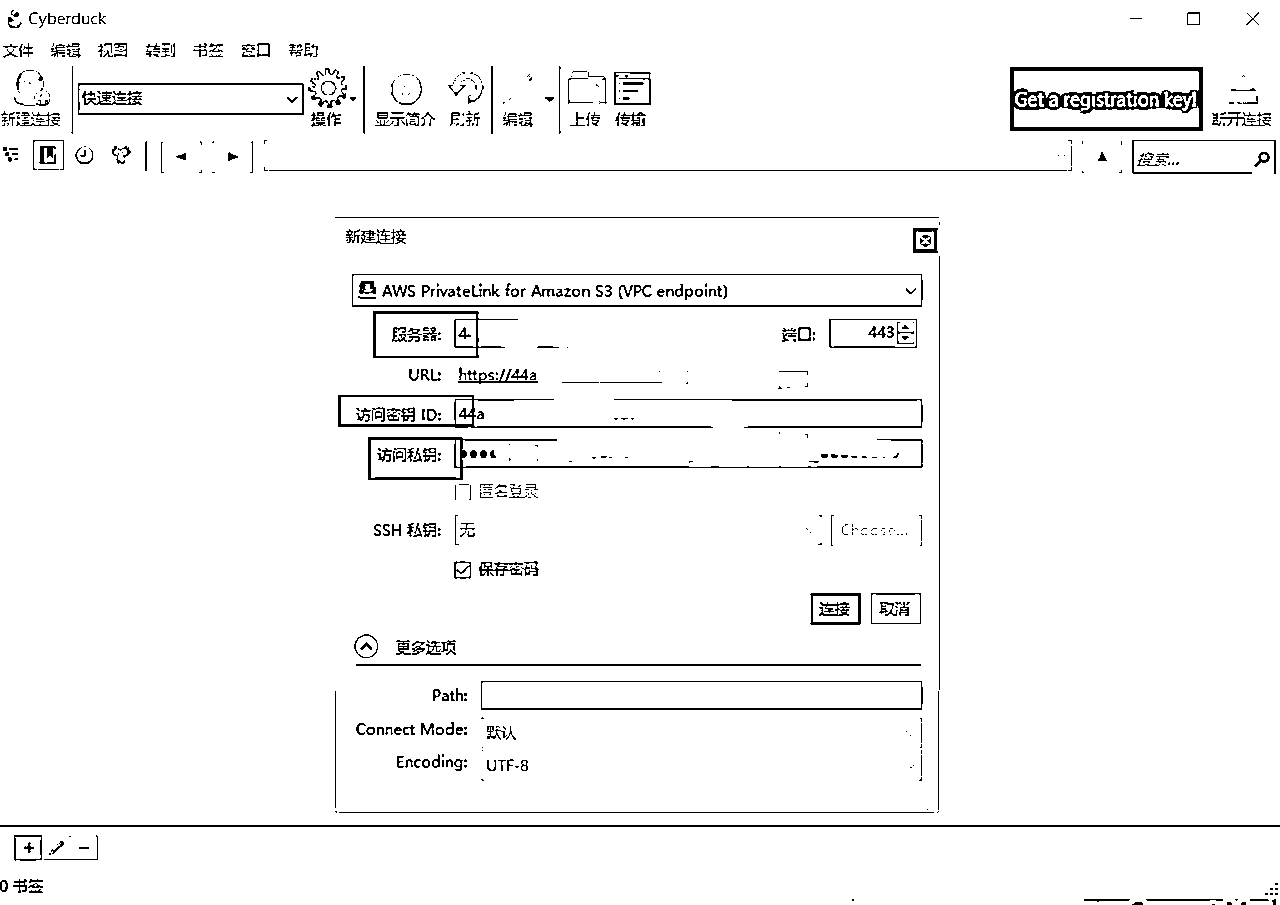 Cyberduck
文件 编辑 视图 转到 书签 窗口 帮助
快速连接
新建连接 操作 显示简介 刷新 编辑 上传 传输 Get a registration key! 断开连接
搜索...
新建连接
AWS PrivateLink for Amazon S3 (VPC endpoint)
服务器: 4 端口: 443
URL: https://44a
访问密钥 ID: 44a
访问私钥:
匿名登录
SSH 私钥: 无 Choose...
保存密码
连接 取消
更多选项
Path:
Connect Mode: 默认
Encoding: UTF-8
0 书签